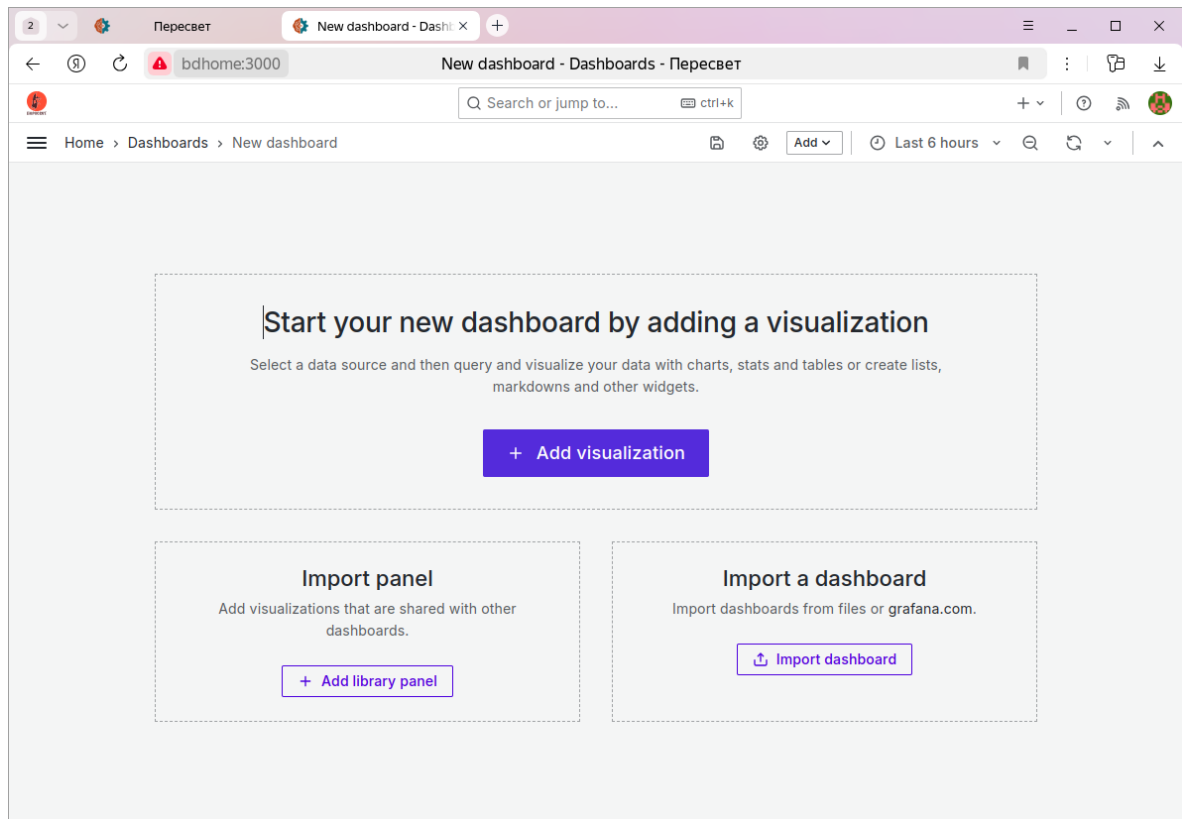 2
Пересвет
New dashboard - Dasht
bdhome:3000
New dashboard - Dashboards - Пересвет
Search or jump to...
ctrl+k
Home › Dashboards › New dashboard
Add
Last 6 hours
Start your new dashboard by adding a visualization
Select a data source and then query and visualize your data with charts, stats and tables or create lists,
markdowns and other widgets.
+ Add visualization
Import panel
Add visualizations that are shared with other
dashboards.
+ Add library panel
Import a dashboard
Import dashboards from files or grafana.com.
Import dashboard